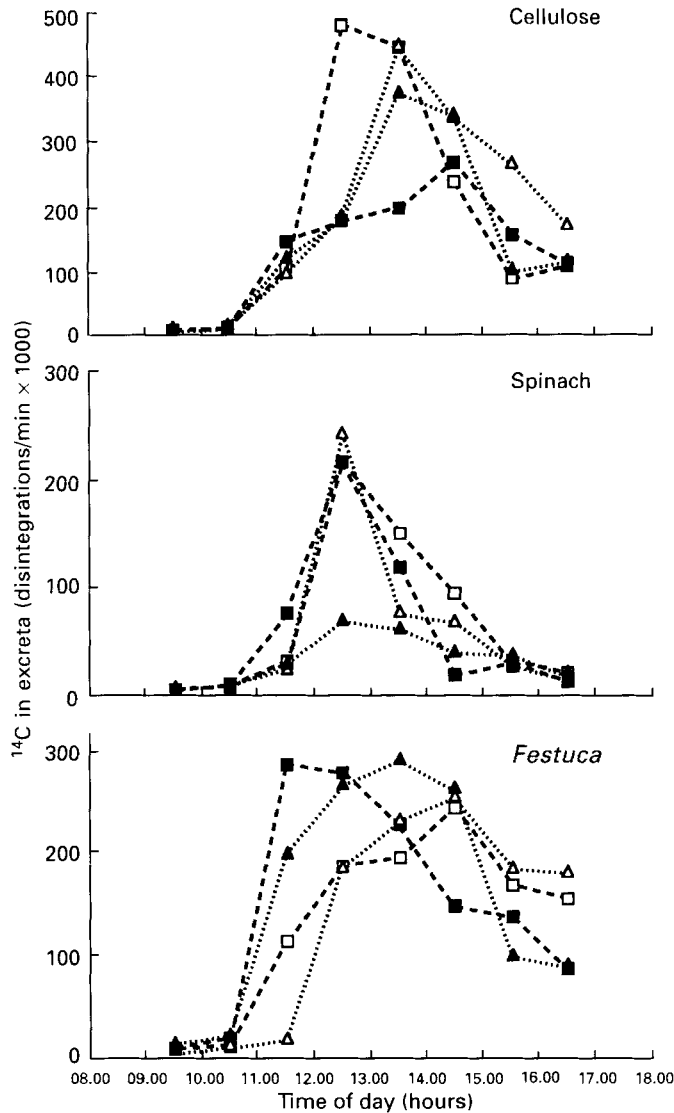 Cellulose
500
400
300
200
100
0
Spinach
300
200
100
0
Festuca
300
200
100
0
08.00 09.00 10.00 11.00 12.00 13.00 14.00 15.00 16.00 17.00 18.00
Time of day (hours)
¹⁴C in excreta (disintegrations/min × 1000)